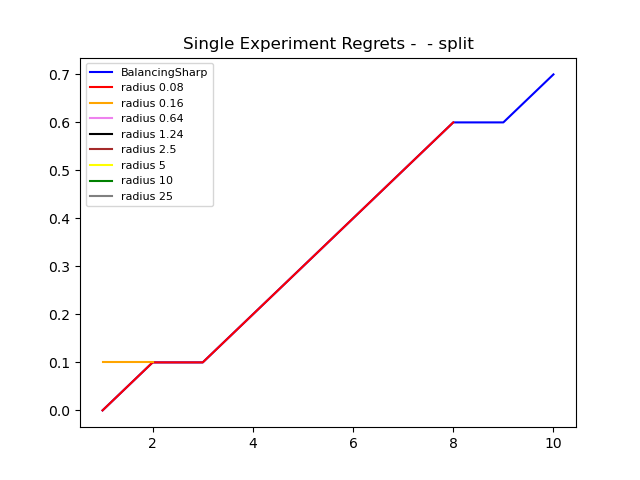 Single Experiment Regrets -  - split
BalancingSharp
radius 0.08
radius 0.16
radius 0.64
radius 1.24
radius 2.5
radius 5
radius 10
radius 25
0.7
0.6
0.5
0.4
0.3
0.2
0.1
0.0
2 4 6 8 10